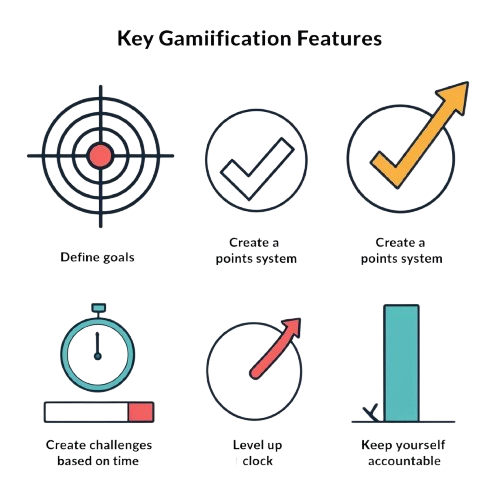 Key Gamiification Features
Define goals
Create a
points system
Create a
points system
Create challenges
based on time
Level up
clock
Keep yourself
accountable